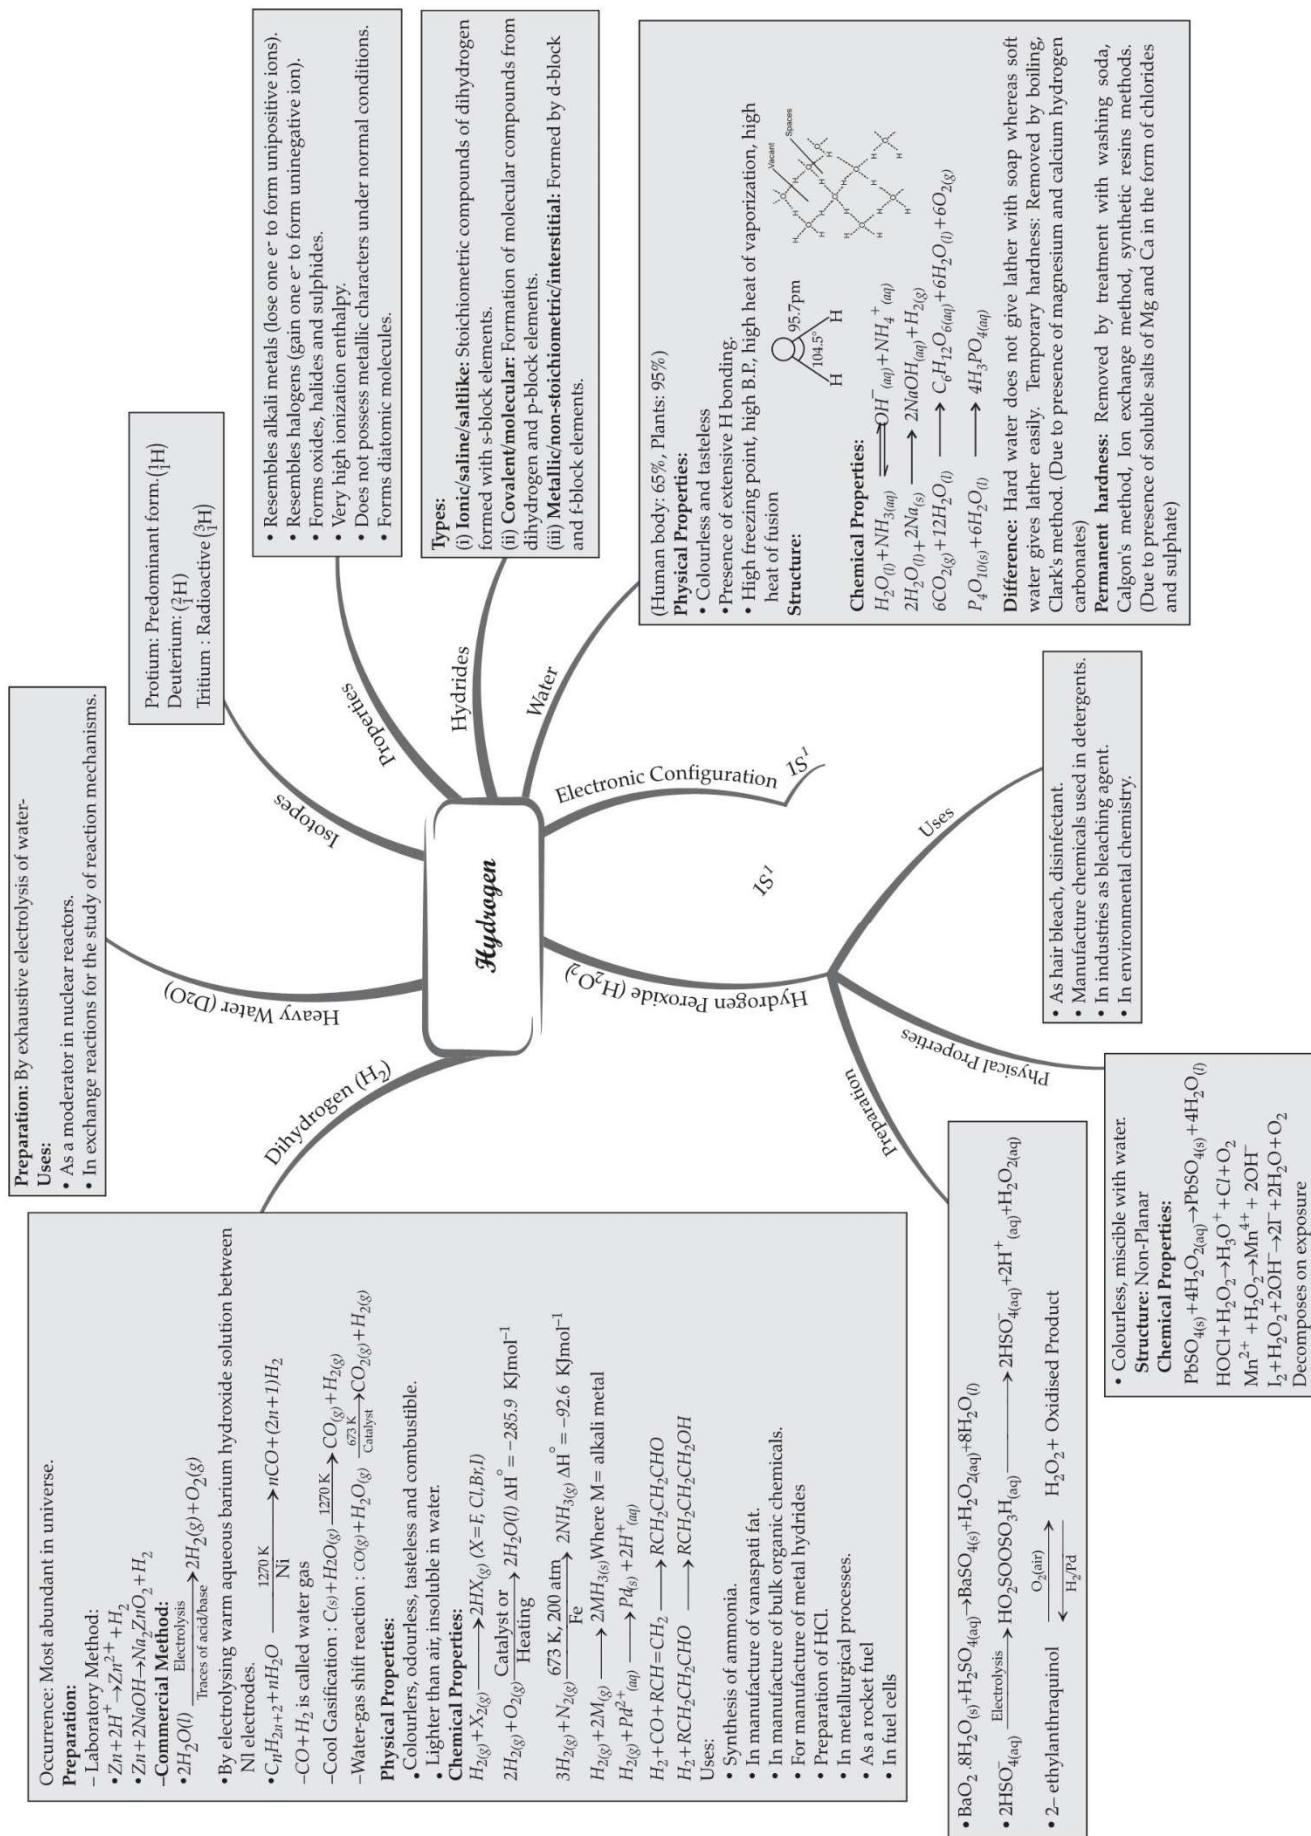 Hydrogen
Dihydrogen (H₂)
Occurrence: Most abundant in universe.
Preparation:
– Laboratory Method:
• Zn+2H⁺→Zn²⁺+H₂
• Zn+2NaOH→Na₂ZnO₂+H₂
–Commercial Method:
• 2H₂O(l) —Electrolysis / Traces of acid/base→ 2H₂(g)+O₂(g)
• By electrolysing warm aqueous barium hydroxide solution between
NI electrodes.
• CₙH₂ₙ₊₂+nH₂O —1270 K / Ni→ nCO+(2n+1)H₂
–CO+H₂ is called water gas
–Cool Gasification : C(s)+H2O(g) —1270 K→ CO(g)+H₂(g)
–Water-gas shift reaction : CO(g)+H₂O(g) —673 K / Catalyst→ CO₂(g)+H₂(g)
Physical Properties:
• Colourlers, odourless, tasteless and combustible.
• Lighter than air, insoluble in water.
Chemical Properties:
H₂(g)+X₂(g)→2HX(g) (X=F, Cl,Br,I)
2H₂(g)+O₂(g) —Catalyst or / Heating→ 2H₂O(l) ΔH°=−285.9 KJmol⁻¹
3H₂(g)+N₂(g) —673 K, 200 atm / Fe→ 2NH₃(g) ΔH°=−92.6 KJmol⁻¹
H₂(g)+2M(g)→2MH₃(s)Where M= alkali metal
H₂(g)+Pd²⁺(aq)→Pd(s)+2H⁺(aq)
H₂+CO+RCH=CH₂→RCH₂CH₂CHO
H₂+RCH₂CH₂CHO→RCH₂CH₂CH₂OH
Uses:
• Synthesis of ammonia.
• In manufacture of vanaspati fat.
• In manufacture of bulk organic chemicals.
• For manufacture of metal hydrides
• Preparation of HCl.
• In metallurgical processes.
• As a rocket fuel
• In fuel cells
Heavy Water (D2O)
Preparation: By exhaustive electrolysis of water-
Uses:
• As a moderator in nuclear reactors.
• In exchange reactions for the study of reaction mechanisms.
Isotopes
Protium: Predominant form.(¹₁H)
Deuterium: (²₁H)
Tritium : Radioactive (³₁H)
Properties
• Resembles alkali metals (lose one e⁻ to form unipositive ions).
• Resembles halogens (gain one e⁻ to form uninegative ion).
• Forms oxides, halides and sulphides.
• Very high ionization enthalpy.
• Does not possess metallic characters under normal conditions.
• Forms diatomic molecules.
Hydrides
Types:
(i) Ionic/saline/saltlike: Stoichiometric compounds of dihydrogen
formed with s-block elements.
(ii) Covalent/molecular: Formation of molecular compounds from
dihydrogen and p-block elements.
(iii) Metallic/non-stoichiometric/interstitial: Formed by d-block
and f-block elements.
Water
(Human body: 65%, Plants: 95%)
Physical Properties:
• Colourless and tasteless
•Presence of extensive H bonding.
• High freezing point, high B.P., high heat of vaporization, high
heat of fusion
Structure:
104.5°
95.7pm
H
H
Vacant
Spaces
Chemical Properties:
H₂O(l)+NH₃(aq)⇌OH⁻(aq)+NH₄⁺(aq)
2H₂O(l)+2Na(s)→2NaOH(aq)+H₂(g)
6CO₂(g)+12H₂O(l)→C₆H₁₂O₆(aq)+6H₂O(l)+6O₂(g)
P₄O₁₀(s)+6H₂O(l)→4H₃PO₄(aq)
Difference: Hard water does not give lather with soap whereas soft
water gives lather easily. Temporary hardness: Removed by boiling,
Clark's method. (Due to presence of magnesium and calcium hydrogen
carbonates)
Permanent hardness: Removed by treatment with washing soda,
Calgon's method, Ion exchange method, synthetic resins methods.
(Due to presence of soluble salts of Mg and Ca in the form of chlorides
and sulphate)
Electronic Configuration
1S¹
1S¹
Hydrogen Peroxide (H₂O₂)
Uses
• As hair bleach, disinfectant.
• Manufacture chemicals used in detergents.
• In industries as bleaching agent.
• In environmental chemistry.
Physical Properties
• Colourless, miscible with water.
Structure: Non-Planar
Chemical Properties:
PbSO₄(s)+4H₂O₂(aq)→PbSO₄(s)+4H₂O(l)
HOCl+H₂O₂→H₃O⁺+Cl+O₂
Mn²⁺+H₂O₂→Mn⁴⁺+2OH⁻
I₂+H₂O₂+2OH⁻→2I⁻+2H₂O+O₂
Decomposes on exposure
Preparation
• BaO₂.8H₂O(s)+H₂SO₄(aq)→BaSO₄(s)+H₂O₂(aq)+8H₂O(l)
• 2HSO₄⁻(aq) —Electrolysis→ HO₂SOOSO₃H(aq) → 2HSO₄⁻(aq)+2H⁺(aq)+H₂O₂(aq)
• 2– ethylanthraquinol ⇌ O₂(air) / H₂/Pd H₂O₂+ Oxidised Product